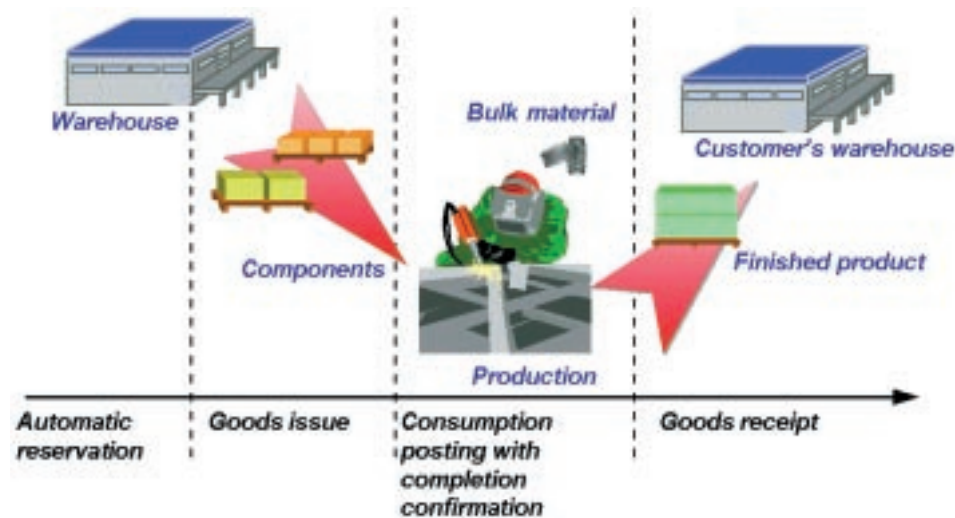 Warehouse
Components
Bulk material
Production
Customer's warehouse
Finished product
Automatic
reservation
Goods issue
Consumption
posting with
completion
confirmation
Goods receipt